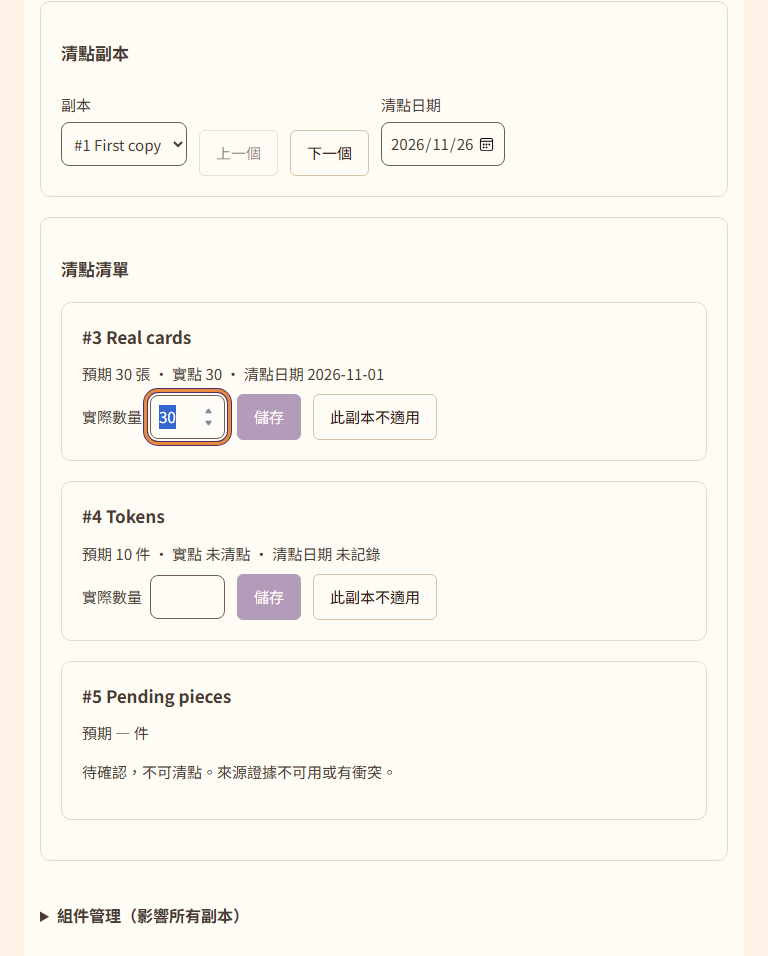 清點副本
副本
清點日期
#1 First copy
上一個
下一個
2026/11/26
清點清單
#3 Real cards
預期 30 張 · 實點 30 · 清點日期 2026-11-01
實際數量 30 儲存 此副本不適用
#4 Tokens
預期 10 件 · 實點 未清點 · 清點日期 未記錄
實際數量 儲存 此副本不適用
#5 Pending pieces
預期 — 件
待確認，不可清點。來源證據不可用或有衝突。
組件管理（影響所有副本）